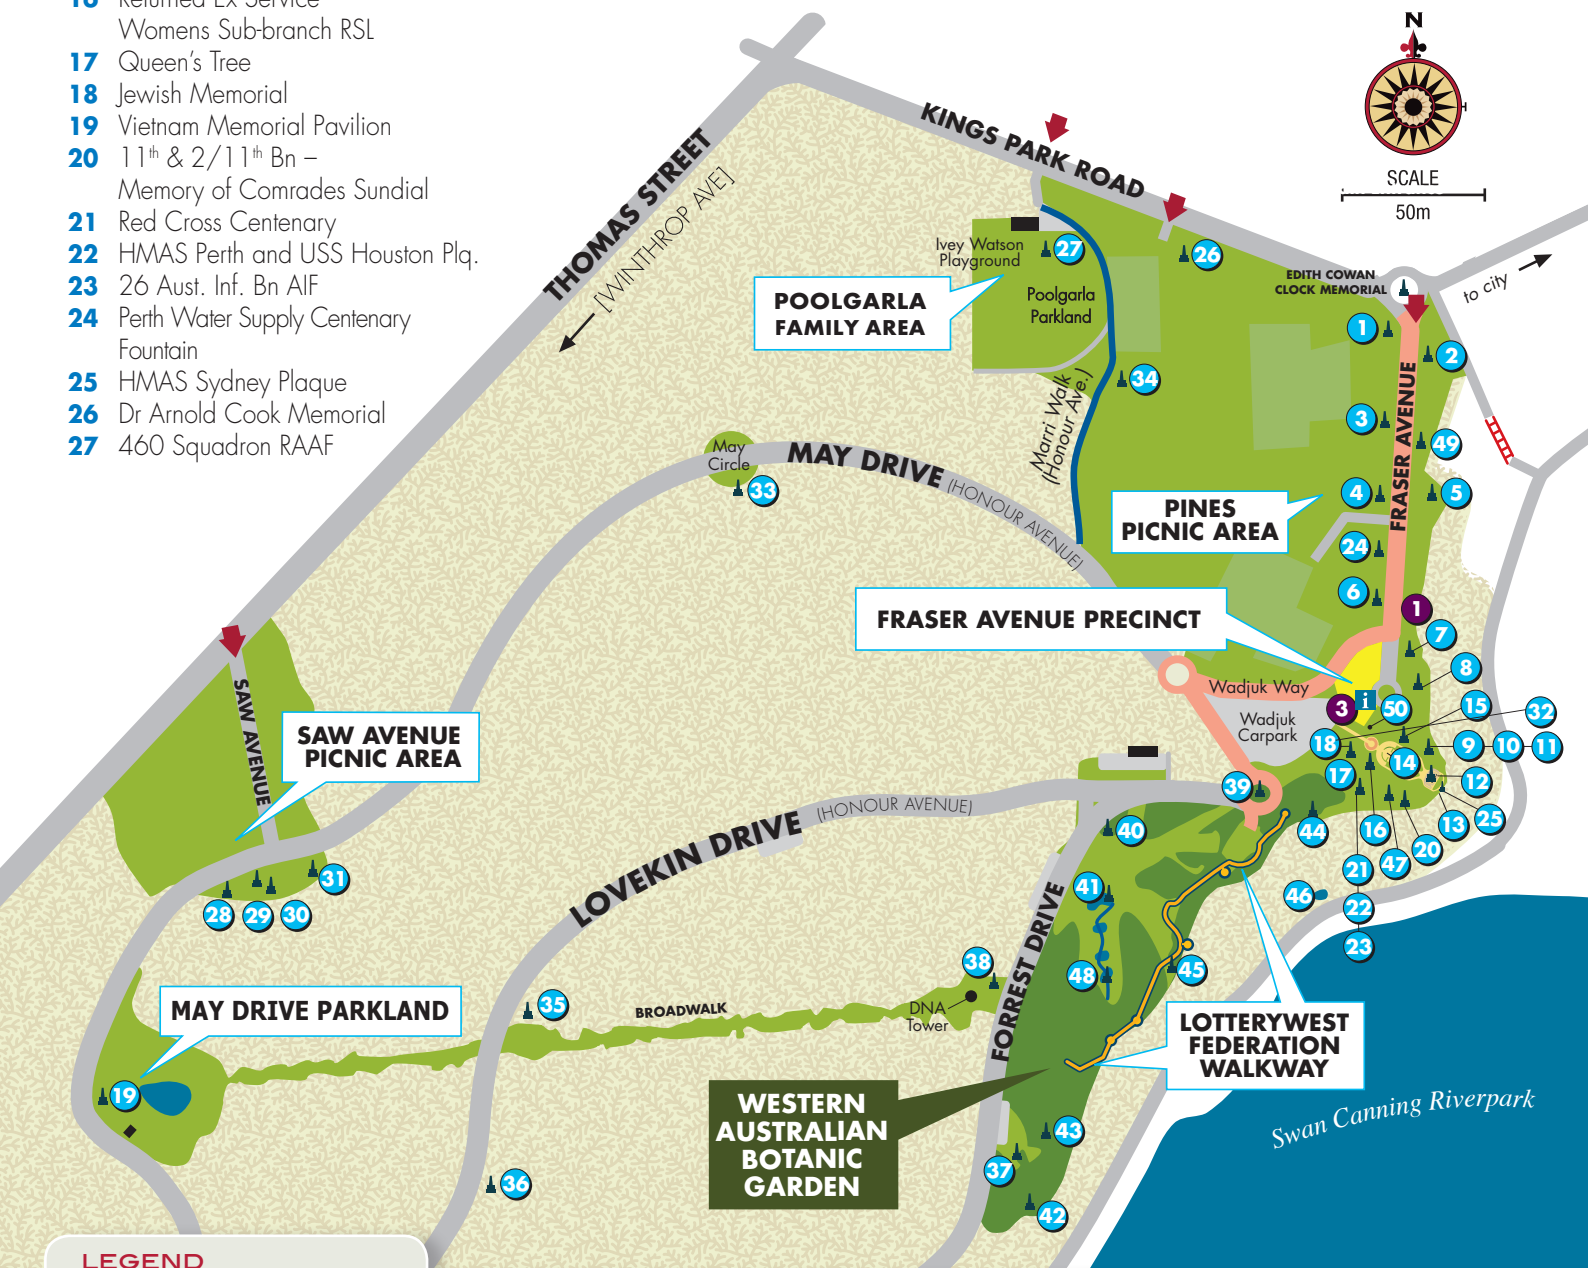 16 Returned Ex Service
Womens Sub-branch RSL
17 Queen's Tree
18 Jewish Memorial
19 Vietnam Memorial Pavilion
20 11th & 2/11th Bn –
Memory of Comrades Sundial
21 Red Cross Centenary
22 HMAS Perth and USS Houston Plq.
23 26 Aust. Inf. Bn AIF
24 Perth Water Supply Centenary
Fountain
25 HMAS Sydney Plaque
26 Dr Arnold Cook Memorial
27 460 Squadron RAAF
N
SCALE
50m
KINGS PARK ROAD
THOMAS STREET
[WINTHROP AVE]
Ivey Watson
Playground
27
26
Poolgarla
Parkland
POOLGARLA
FAMILY AREA
EDITH COWAN
CLOCK MEMORIAL
to city
1
2
34
Marri Walk
(Honour Ave.)
3
49
FRASER AVENUE
May
Circle
33
MAY DRIVE
(HONOUR AVENUE)
4
5
PINES
PICNIC AREA
24
6
1
7
FRASER AVENUE PRECINCT
8
SAW AVENUE
Wadjuk Way
Wadjuk
Carpark
3
i
50
15
32
SAW AVENUE
PICNIC AREA
18
9
10
11
14
17
12
39
LOVEKIN DRIVE
(HONOUR AVENUE)
40
44
16
13
25
20
47
21
31
28
29
30
41
46
22
23
FORREST DRIVE
38
48
45
35
BROADWALK
DNA
Tower
MAY DRIVE PARKLAND
LOTTERYWEST
FEDERATION
WALKWAY
19
WESTERN
AUSTRALIAN
BOTANIC
GARDEN
Swan Canning Riverpark
43
37
36
42
LEGEND